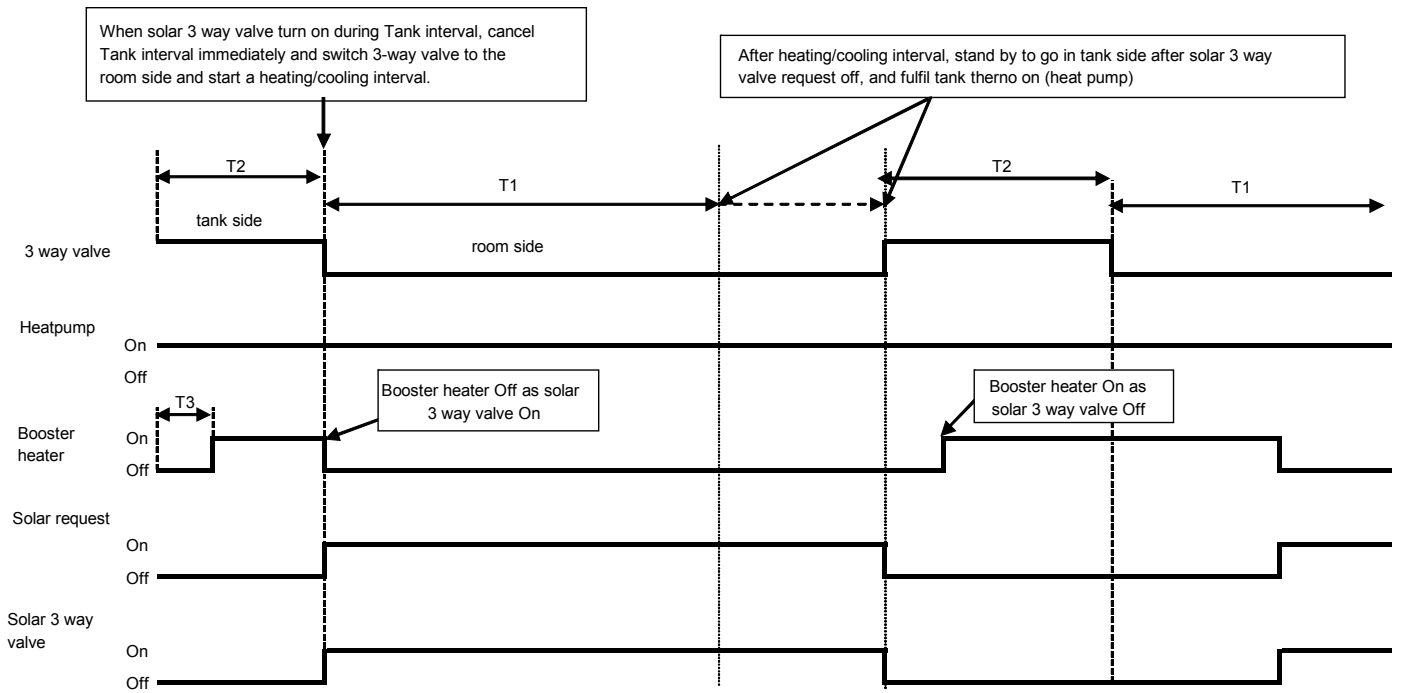 When solar 3 way valve turn on during Tank interval, cancel
Tank interval immediately and switch 3-way valve to the
room side and start a heating/cooling interval.
After heating/cooling interval, stand by to go in tank side after solar 3 way
valve request off, and fulfil tank therno on (heat pump)
T2
T1
T2
T1
tank side
room side
3 way valve
Heatpump
On
Off
Booster heater Off as solar
3 way valve On
Booster heater On as
solar 3 way valve Off
T3
Booster
heater
On
Off
Solar request
On
Off
Solar 3 way
valve
On
Off